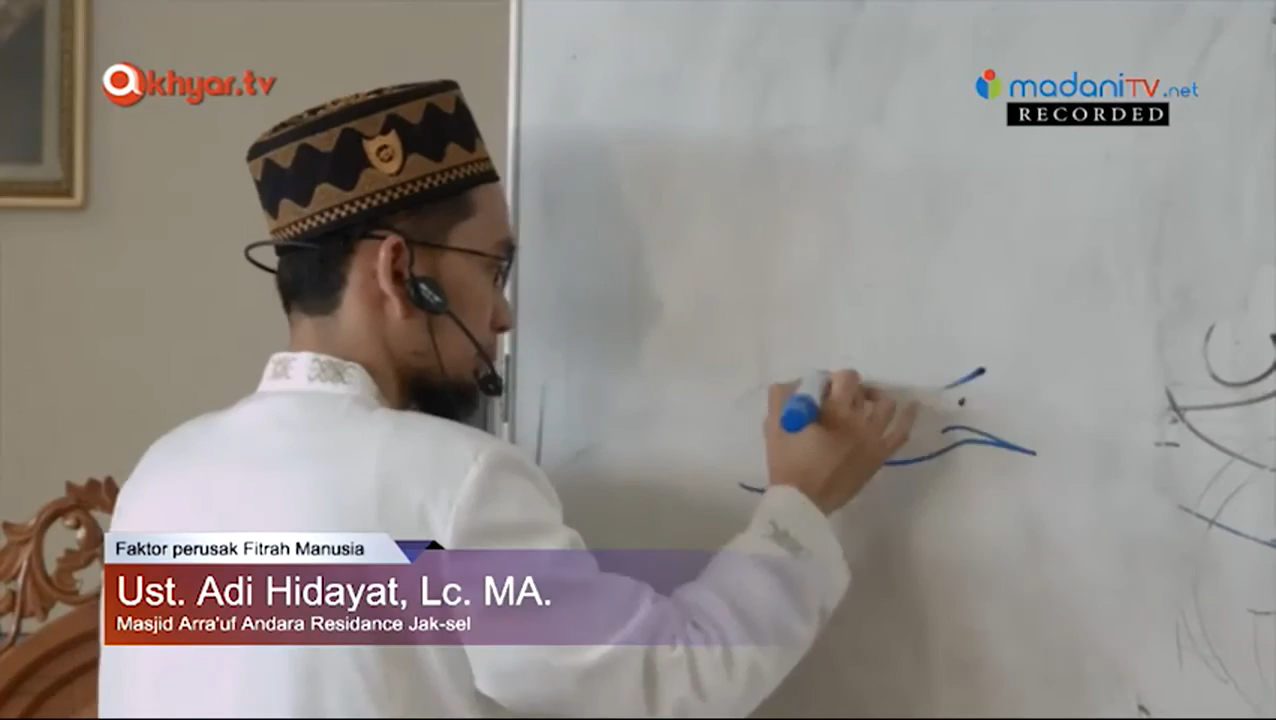 akhyar.tv
madaniTV.net
RECORDED
Faktor perusak Fitrah Manusia
Ust. Adi Hidayat, Lc. MA.
Masjid Arra'uf Andara Residance Jak-sel